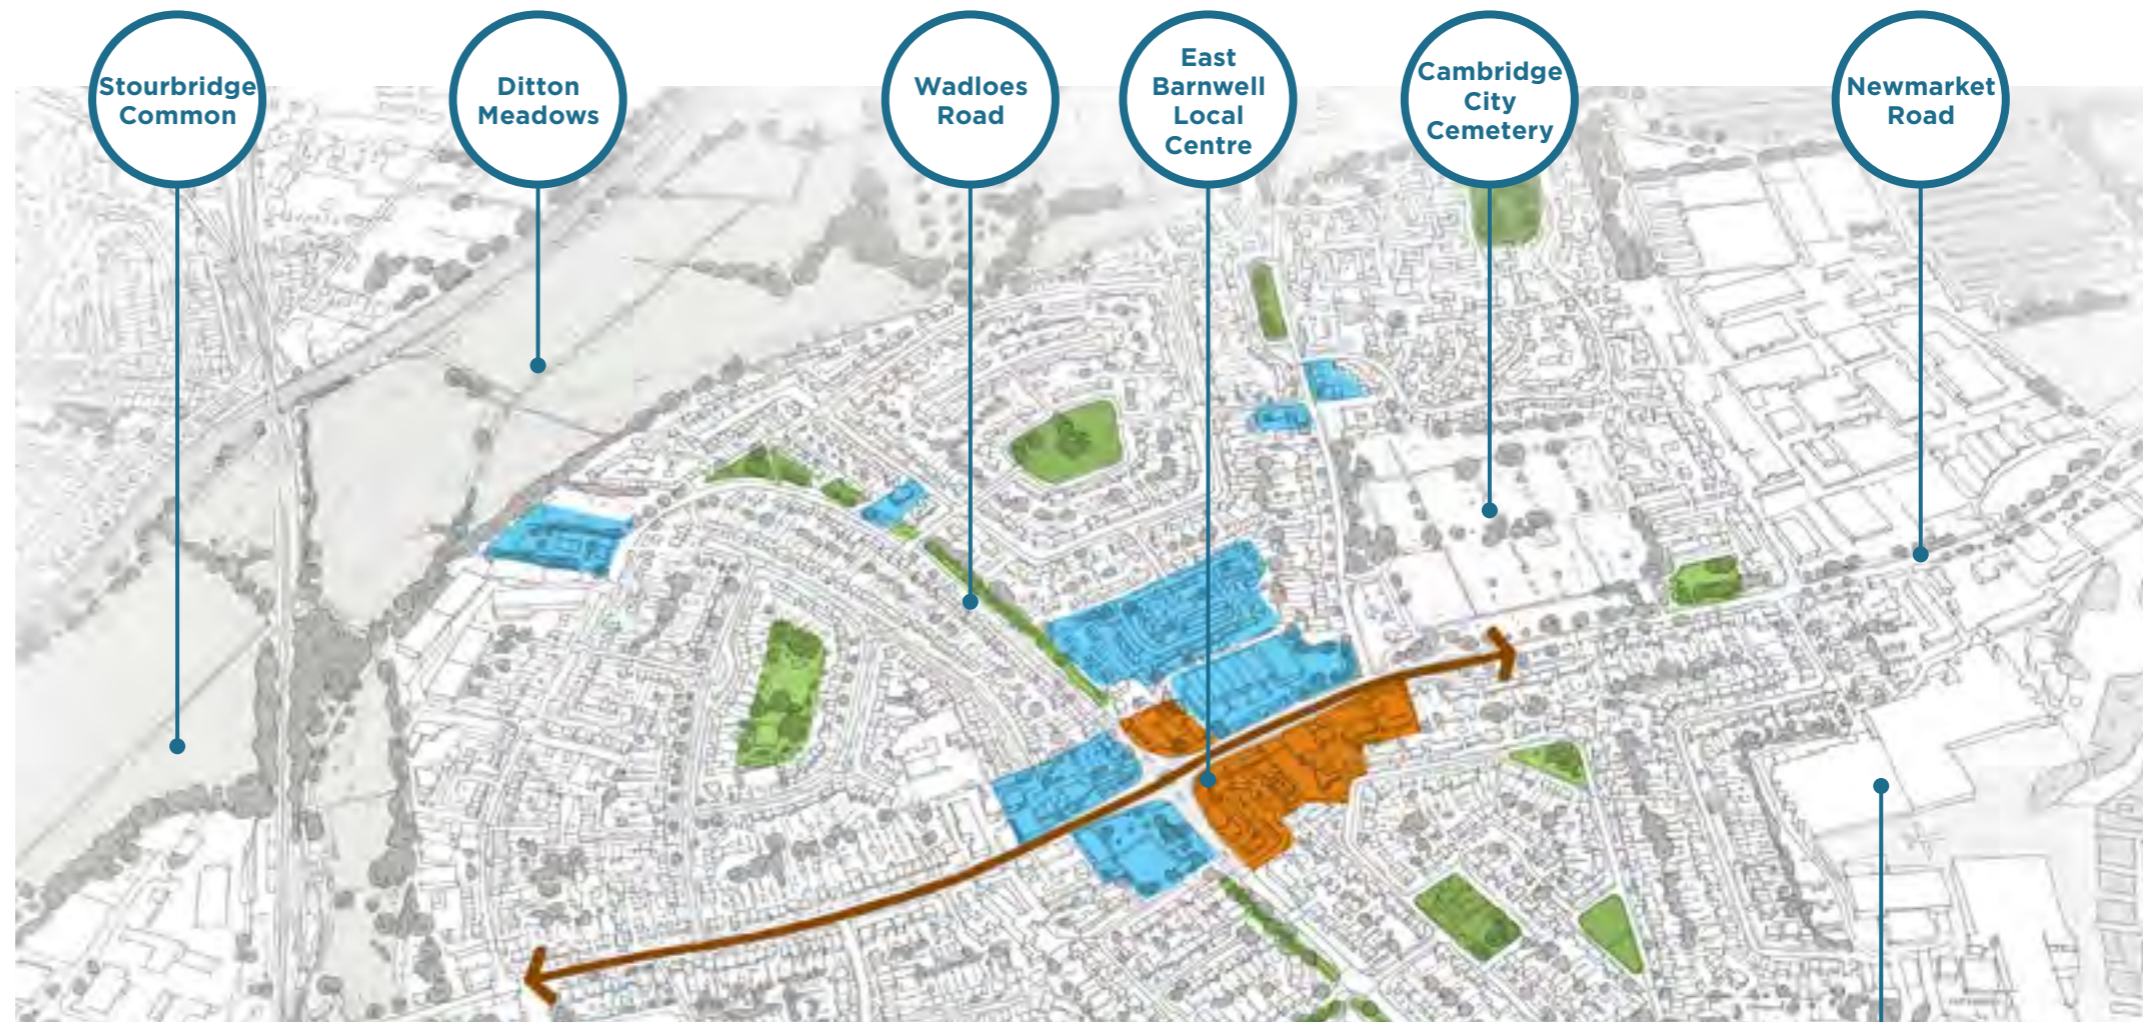 Stourbridge
Common
Ditton
Meadows
Wadloes
Road
East
Barnwell
Local
Centre
Cambridge
City
Cemetery
Newmarket
Road